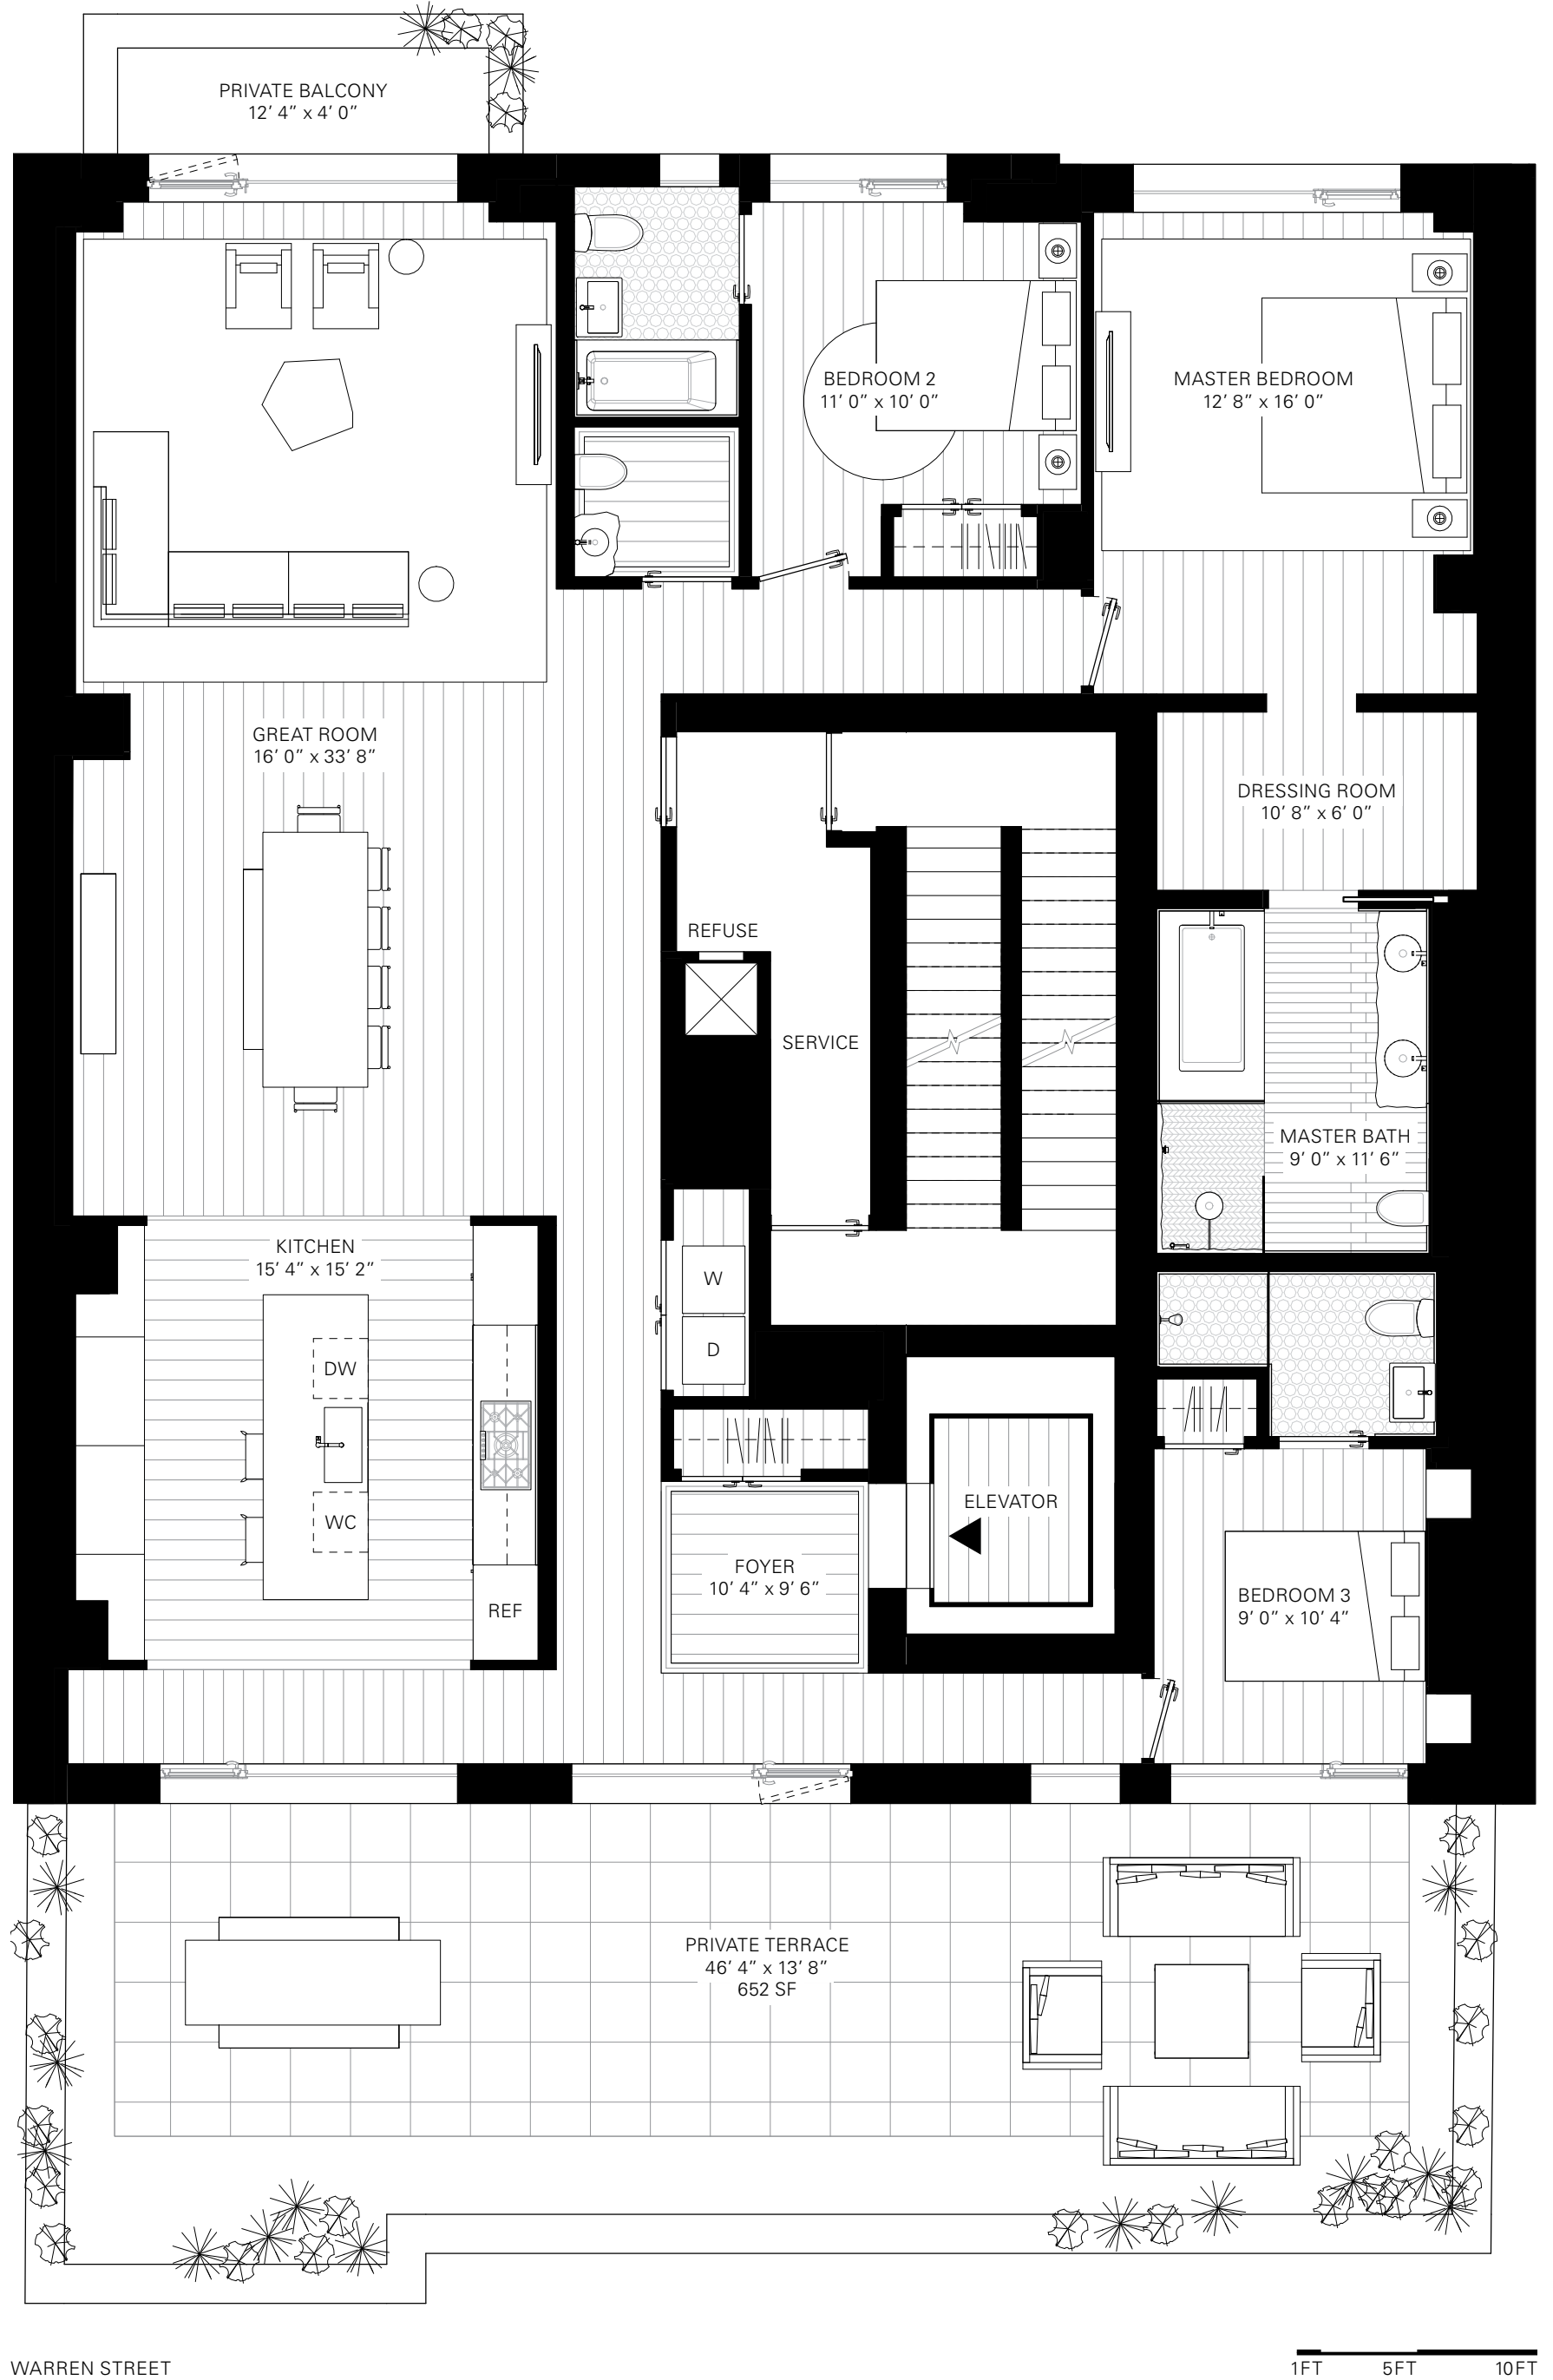 PRIVATE BALCONY
12’ 4” x 4’ 0”
BEDROOM 2
11’ 0” x 10’ 0”
MASTER BEDROOM
12’ 8” x 16’ 0”
GREAT ROOM
16’ 0” x 33’ 8”
DRESSING ROOM
10’ 8” x 6’ 0”
REFUSE
SERVICE
MASTER BATH
9’ 0” x 11’ 6”
KITCHEN
15’ 4” x 15’ 2”
W
D
DW
WC
REF
ELEVATOR
FOYER
10’ 4” x 9’ 6”
BEDROOM 3
9’ 0” x 10’ 4”
PRIVATE TERRACE
46’ 4” x 13’ 8”
652 SF
WARREN STREET
1FT 5FT 10FT